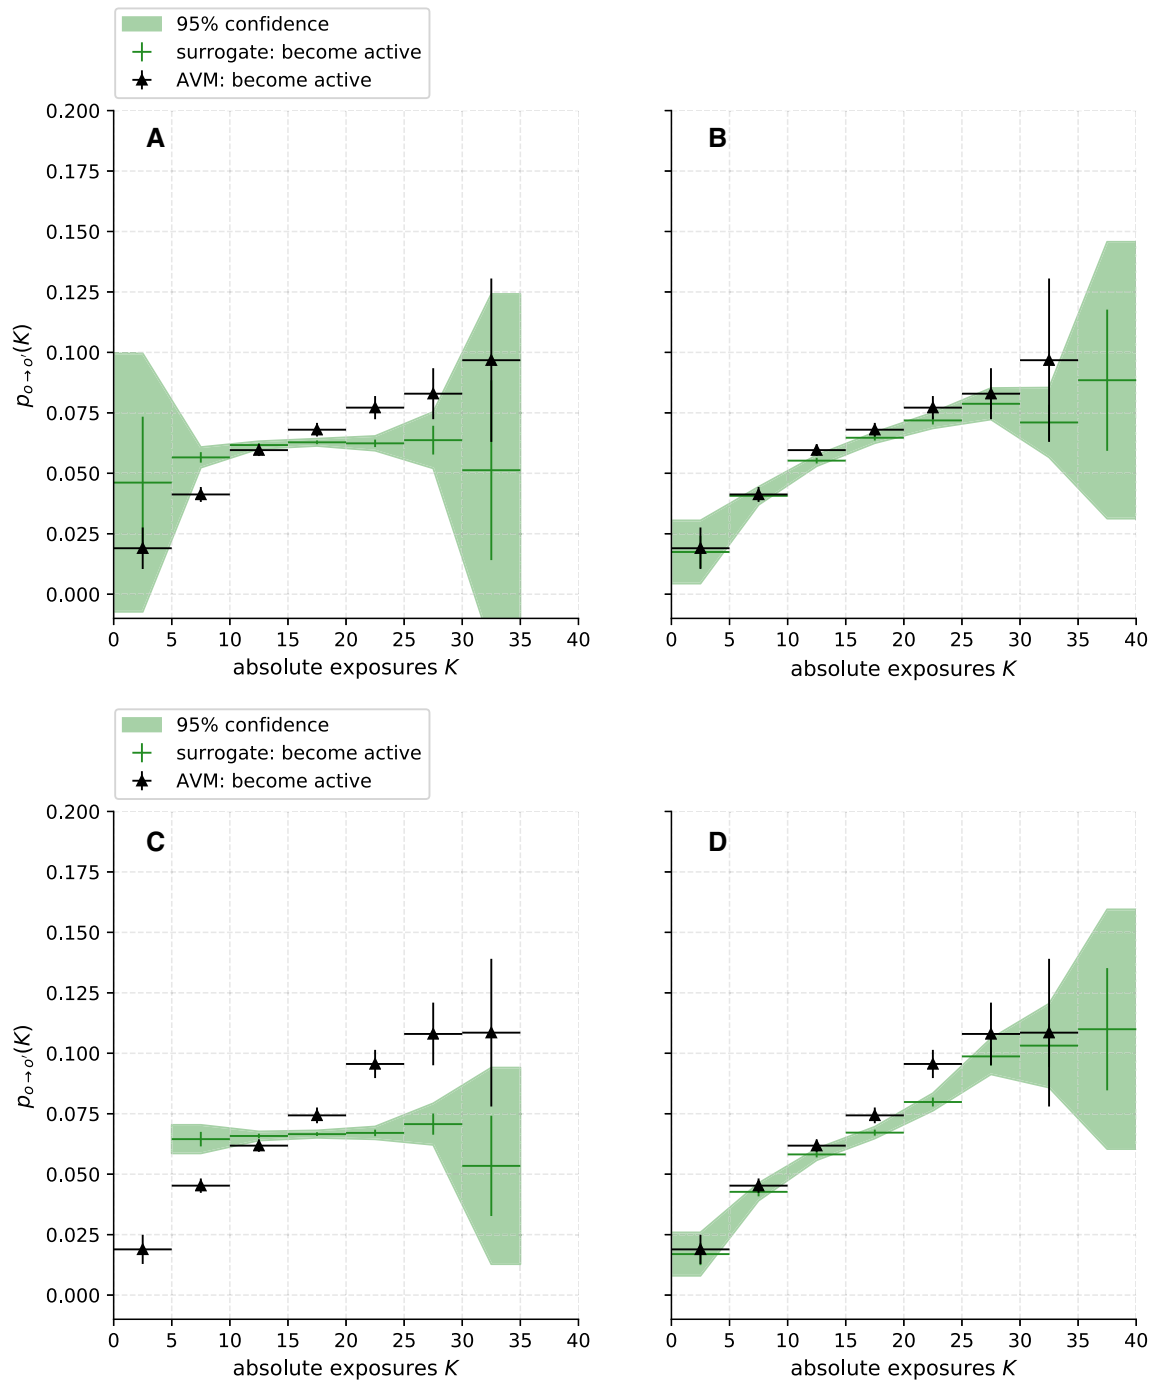 95% confidence
surrogate: become active
AVM: become active
A
B
0.200
0.175
0.150
0.125
0.100
0.075
0.050
0.025
0.000
p_{o→o'}(K)
0 5 10 15 20 25 30 35 40
0 5 10 15 20 25 30 35 40
absolute exposures K
absolute exposures K
95% confidence
surrogate: become active
AVM: become active
C
D
0.200
0.175
0.150
0.125
0.100
0.075
0.050
0.025
0.000
p_{o→o'}(K)
0 5 10 15 20 25 30 35 40
0 5 10 15 20 25 30 35 40
absolute exposures K
absolute exposures K